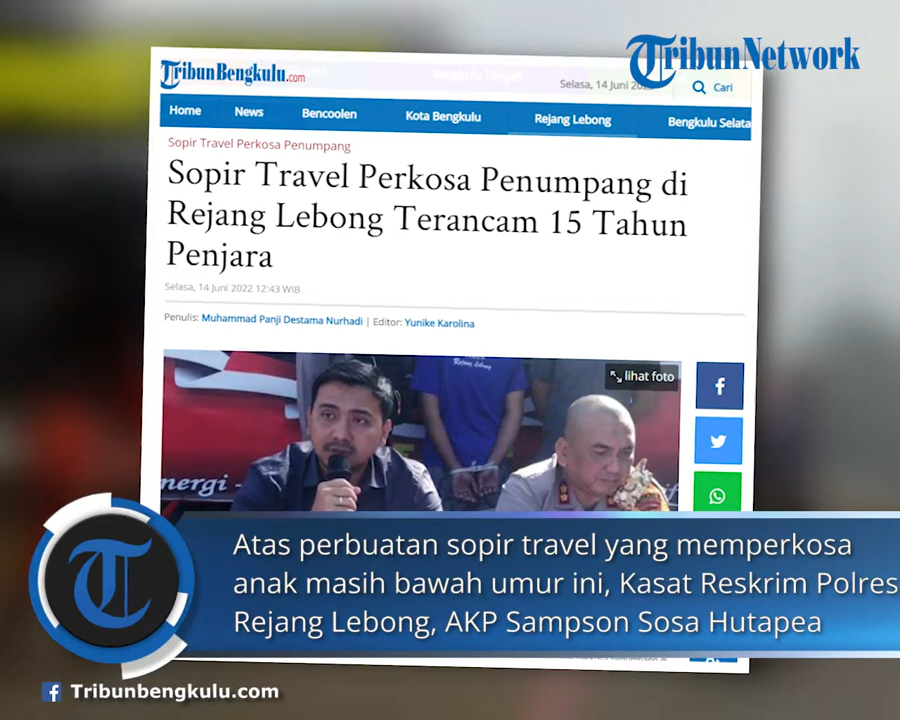 TribunNetwork
TribunBengkulu.com
Selasa, 14 Juni
Cari
Home News Bencoolen Kota Bengkulu Rejang Lebong Bengkulu Selata
Sopir Travel Perkosa Penumpang
Sopir Travel Perkosa Penumpang di
Rejang Lebong Terancam 15 Tahun
Penjara
Selasa, 14 Juni 2022 12:43 WIB
Penulis: Muhammad Panji Destama Nurhadi | Editor: Yunike Karolina
lihat foto
Rejang Lebong
Atas perbuatan sopir travel yang memperkosa
anak masih bawah umur ini, Kasat Reskrim Polres
Rejang Lebong, AKP Sampson Sosa Hutapea
Tribunbengkulu.com